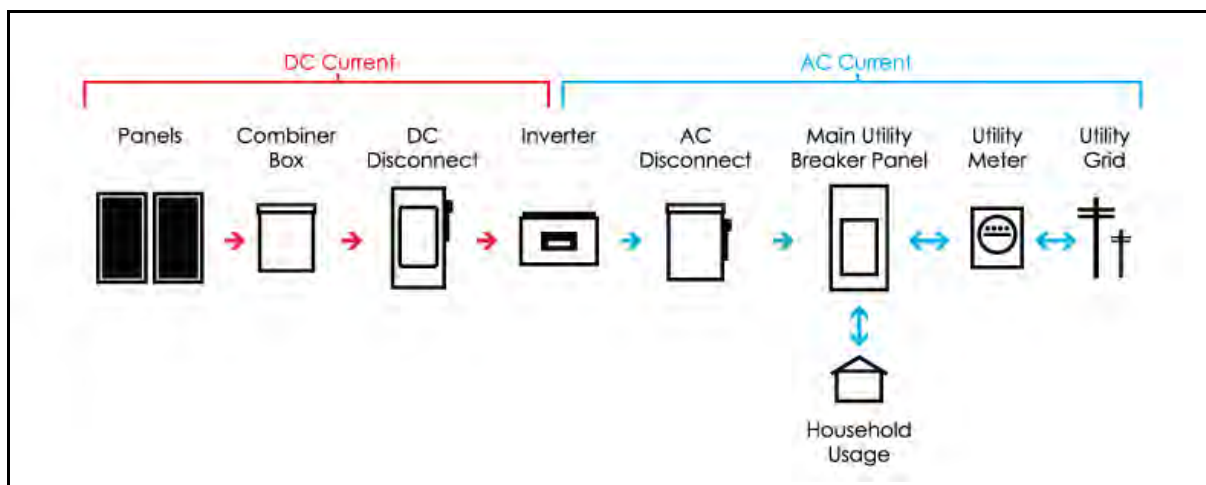 DC Current
AC Current
Panels
Combiner
Box
DC
Disconnect
Inverter
AC
Disconnect
Main Utility
Breaker Panel
Utility
Meter
Utility
Grid
Household
Usage